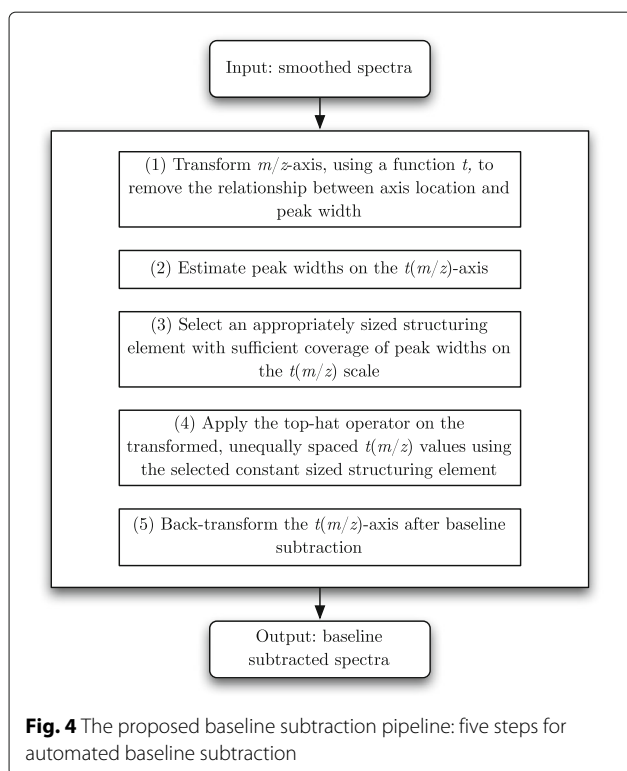 Input: smoothed spectra
(1) Transform m/z-axis, using a function t, to
remove the relationship between axis location and
peak width
(2) Estimate peak widths on the t(m/z)-axis
(3) Select an appropriately sized structuring
element with sufficient coverage of peak widths on
the t(m/z) scale
(4) Apply the top-hat operator on the
transformed, unequally spaced t(m/z) values using
the selected constant sized structuring element
(5) Back-transform the t(m/z)-axis after baseline
subtraction
Output: baseline
subtracted spectra
Fig. 4 The proposed baseline subtraction pipeline: five steps for
automated baseline subtraction